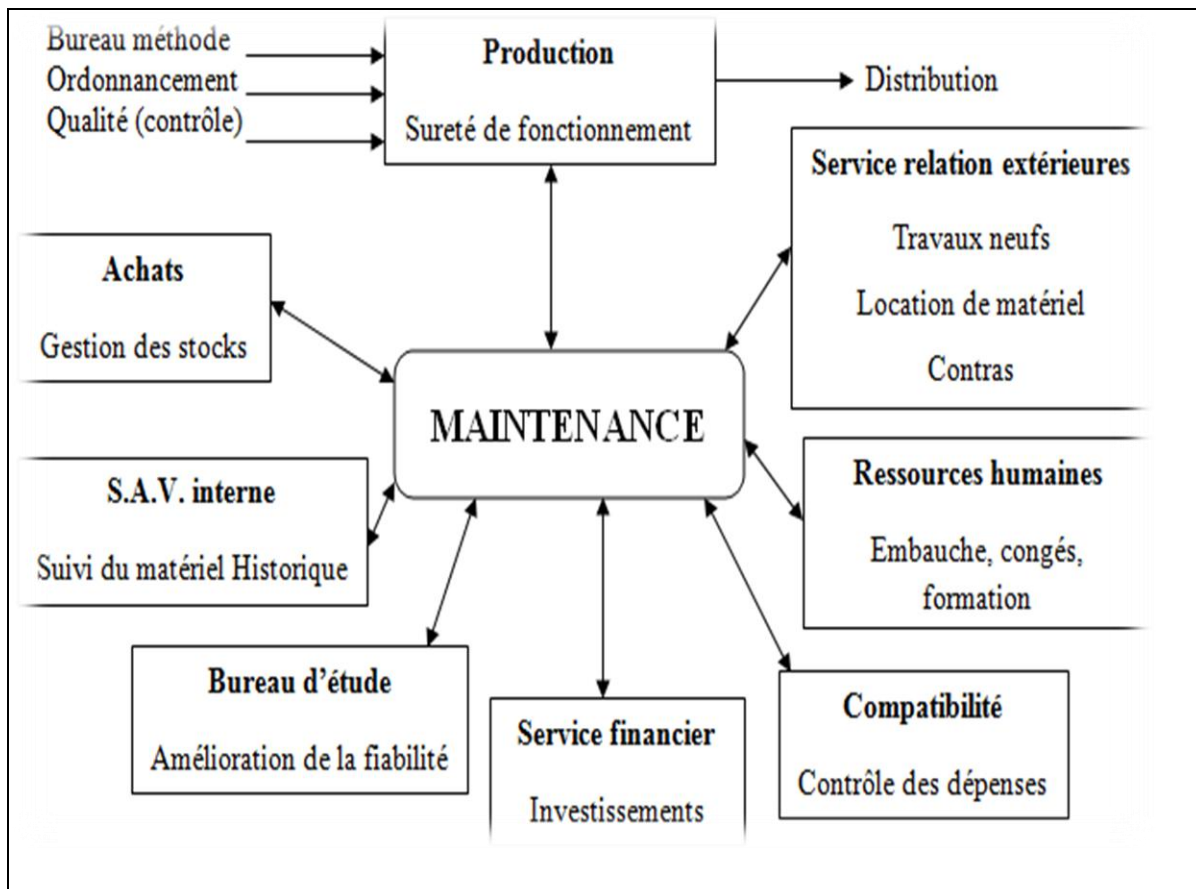 Bureau méthode
Ordonnancement
Qualité (contrôle)
Production
Sureté de fonctionnement
Distribution
Service relation extérieures
Travaux neufs
Location de matériel
Contras
Achats
Gestion des stocks
MAINTENANCE
S.A.V. interne
Suivi du matériel Historique
Ressources humaines
Embauche, congés,
formation
Bureau d’étude
Amélioration de la fiabilité
Service financier
Investissements
Compatibilité
Contrôle des dépenses